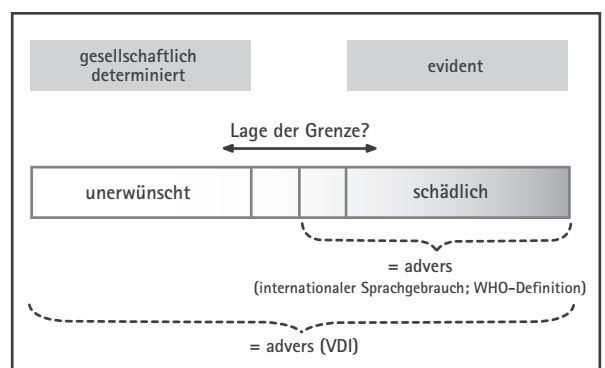 gesellschaftlich
determiniert
evident
Lage der Grenze?
unerwünscht
schädlich
= advers
(internationaler Sprachgebrauch; WHO-Definition)
= advers (VDI)